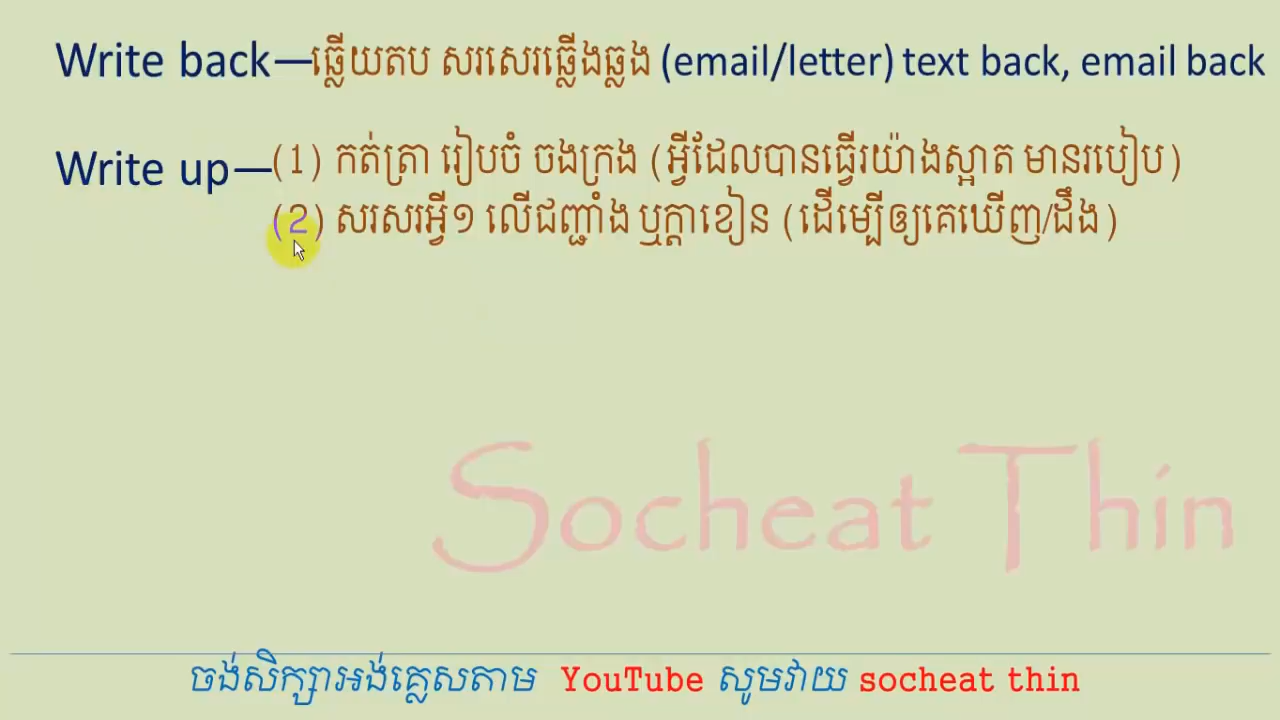 Write back—ឆ្លើយតប សរសេរឆ្លើងឆ្លង (email/letter) text back, email back
Write up—(1) កត់ត្រា រៀបចំ ចងក្រង (អ្វីដែលបានធ្វើរយ៉ាងស្អាត មានរបៀប)
(2) សរសរអ្វី១ លើជញ្ជាំង ឬក្តាខៀន (ដើម្បីឲ្យគេឃើញ/ដឹង)
Socheat Thin
ចង់សិក្សាអង់គ្លេសតាម YouTube សូមវាយ socheat thin